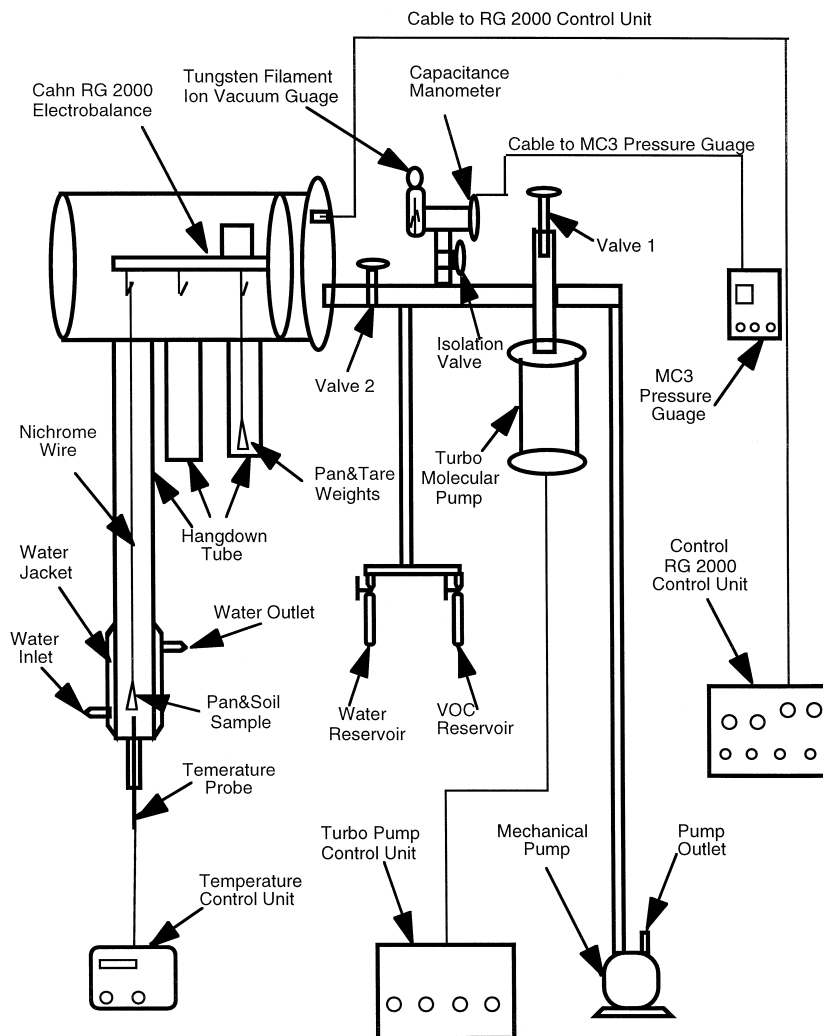 Cable to RG 2000 Control Unit
Tungsten Filament
Ion Vacuum Guage
Capacitance
Manometer
Cahn RG 2000
Electrobalance
Cable to MC3 Pressure Guage
Valve 1
Isolation
Valve
Valve 2
MC3
Pressure
Guage
Nichrome
Wire
Pan&Tare
Weights
Turbo
Molecular
Pump
Hangdown
Tube
Water
Jacket
Control
RG 2000
Control Unit
Water Outlet
Water
Inlet
Pan&Soil
Sample
Water
Reservoir
VOC
Reservoir
Temerature
Probe
Turbo Pump
Control Unit
Mechanical
Pump
Pump
Outlet
Temperature
Control Unit